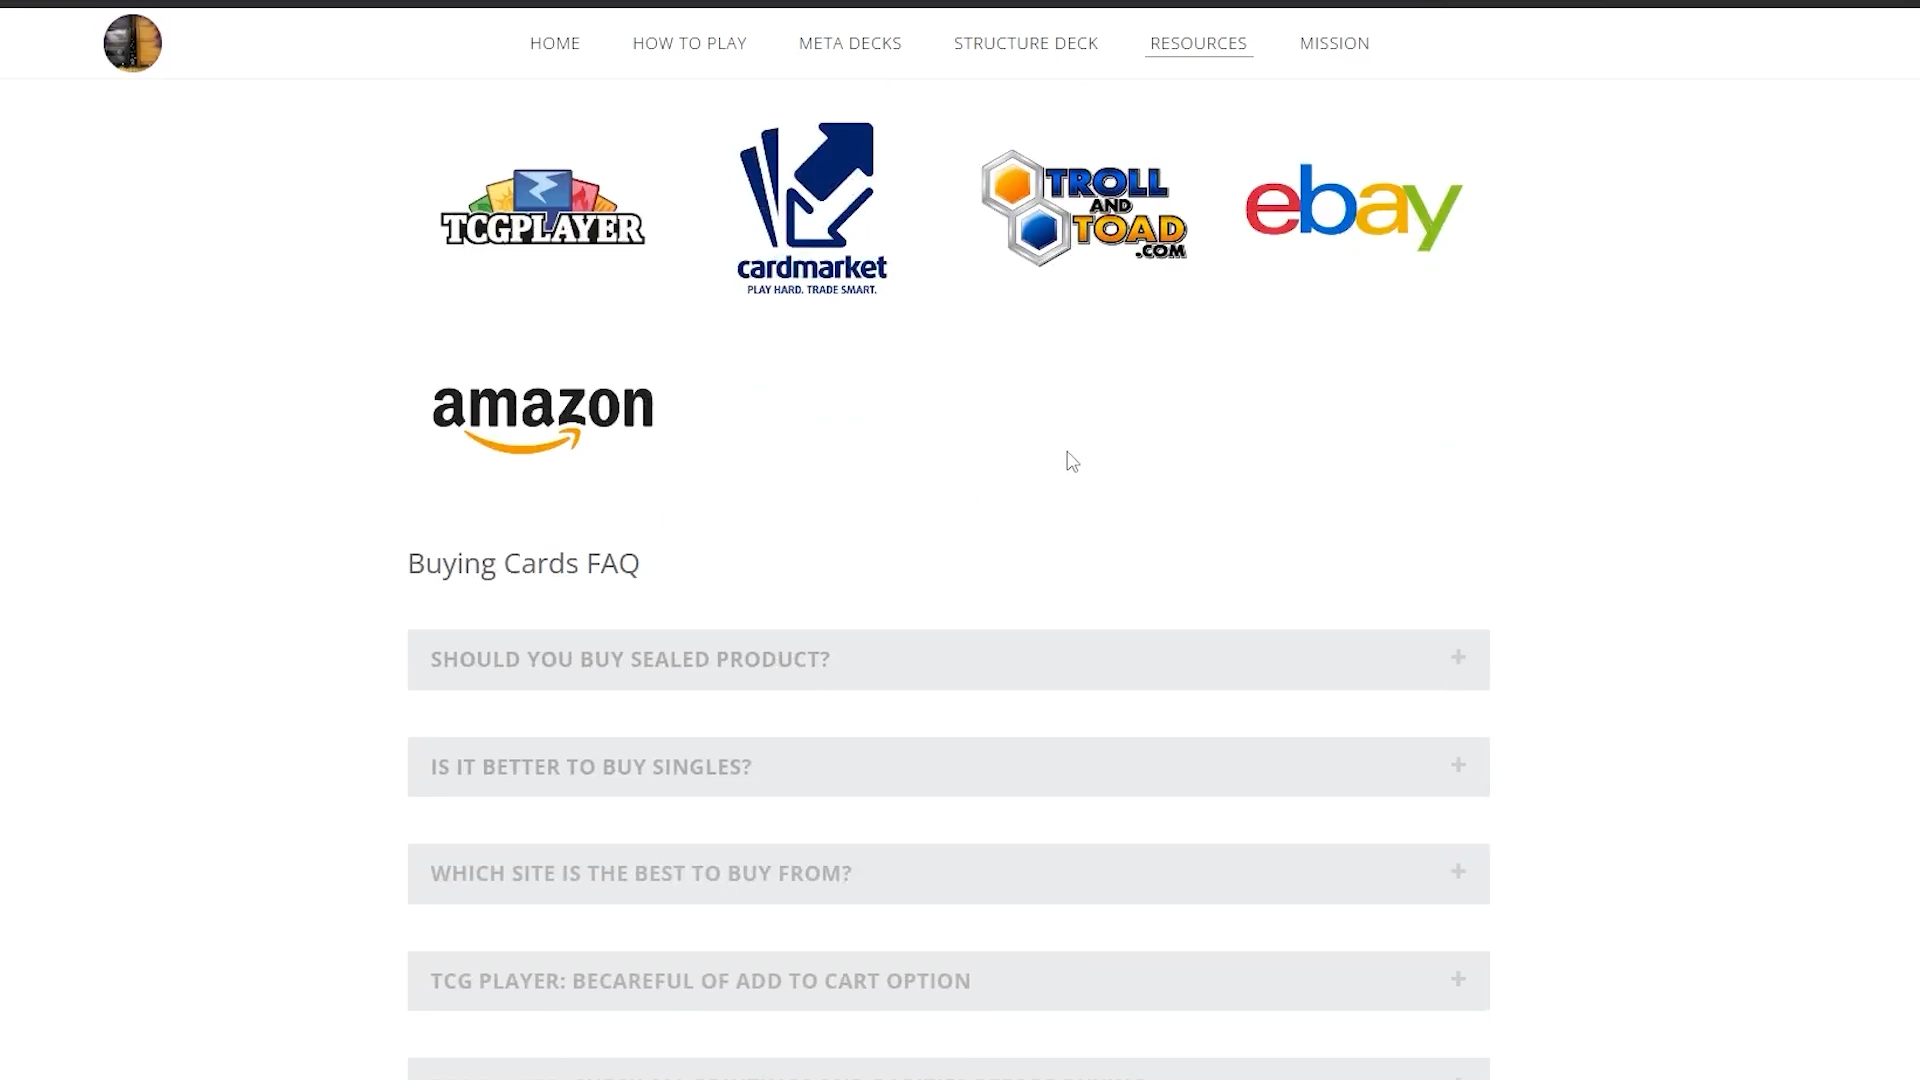 HOME HOW TO PLAY META DECKS STRUCTURE DECK RESOURCES MISSION
TCGPLAYER
cardmarket
PLAY HARD. TRADE SMART.
TROLL
AND
TOAD
.COM
ebay
amazon
Buying Cards FAQ
SHOULD YOU BUY SEALED PRODUCT? +
IS IT BETTER TO BUY SINGLES? +
WHICH SITE IS THE BEST TO BUY FROM? +
TCG PLAYER: BECAREFUL OF ADD TO CART OPTION +